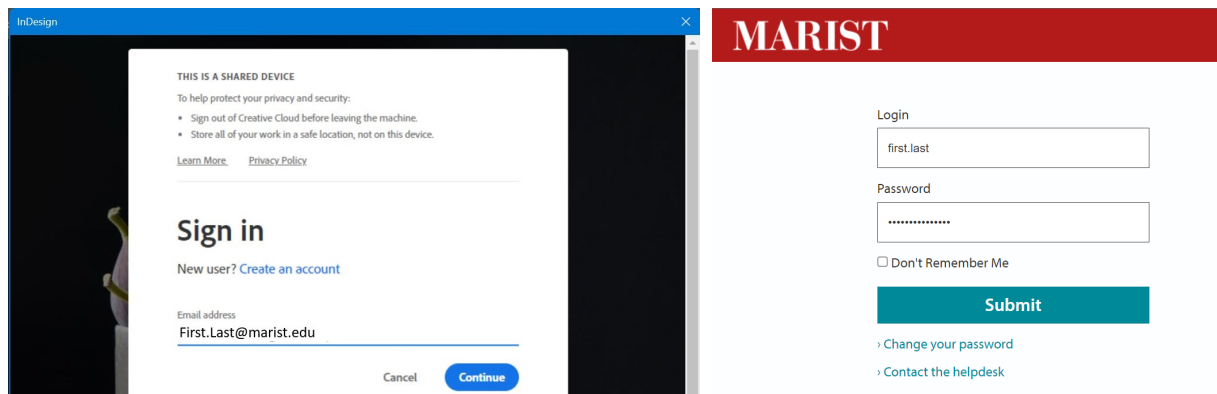 InDesign
THIS IS A SHARED DEVICE
To help protect your privacy and security:
• Sign out of Creative Cloud before leaving the machine.
• Store all of your work in a safe location, not on this device.
Learn More Privacy Policy
Sign in
New user? Create an account
Email address
First.Last@marist.edu
Cancel Continue
MARIST
Login
first.last
Password
•••••••••••••••
Don't Remember Me
Submit
› Change your password
› Contact the helpdesk